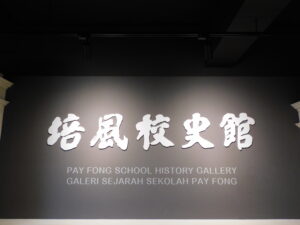 培風校史館
PAY FONG SCHOOL HISTORY GALLERY
GALERI SEJARAH SEKOLAH PAY FONG